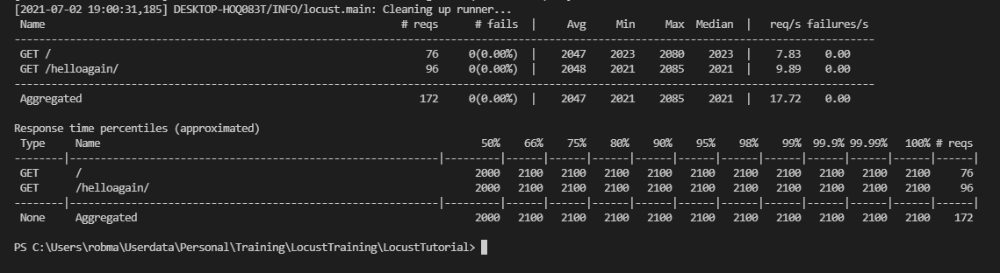 [2021-07-02 19:00:31,185] DESKTOP-HOQ083T/INFO/locust.main: Cleaning up runner...
Name # reqs # fails | Avg Min Max Median | req/s failures/s
--------------------------------------------------------------------------------
GET / 76 0(0.00%) | 2047 2023 2080 2023 | 7.83 0.00
GET /helloagain/ 96 0(0.00%) | 2048 2021 2085 2021 | 9.89 0.00
--------------------------------------------------------------------------------
Aggregated 172 0(0.00%) | 2047 2021 2085 2021 | 17.72 0.00
Response time percentiles (approximated)
Type Name 50% 66% 75% 80% 90% 95% 98% 99% 99.9% 99.99% 100% # reqs
--------|------------------------------------------------------------|---------|------|------|------|------|------|------|------|------|------|------|------|
GET / 2000 2100 2100 2100 2100 2100 2100 2100 2100 2100 2100 76
GET /helloagain/ 2000 2100 2100 2100 2100 2100 2100 2100 2100 2100 2100 96
--------|------------------------------------------------------------|---------|------|------|------|------|------|------|------|------|------|------|------|
None Aggregated 2000 2100 2100 2100 2100 2100 2100 2100 2100 2100 2100 172
PS C:\Users\robma\Userdata\Personal\Training\LocustTraining\LocustTutorial>